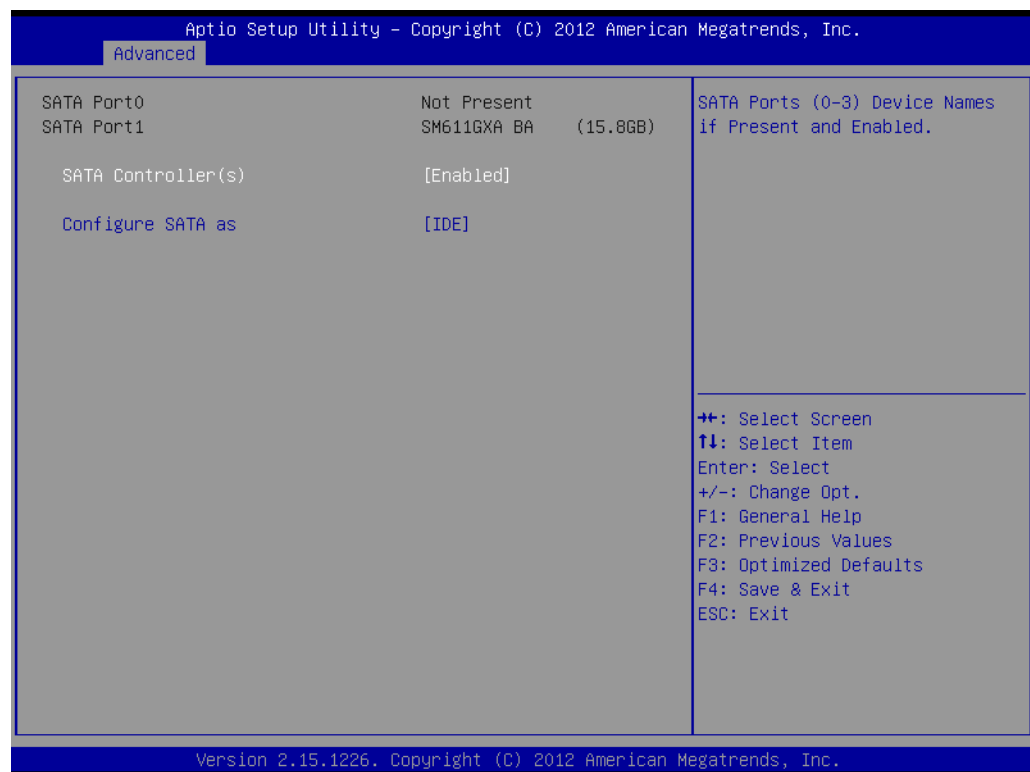 Aptio Setup Utility – Copyright (C) 2012 American Megatrends, Inc.
Advanced
SATA Port0 Not Present
SATA Port1 SM611GXA BA (15.8GB)
SATA Controller(s) [Enabled]
Configure SATA as [IDE]
SATA Ports (0-3) Device Names
if Present and Enabled.
→←: Select Screen
↑↓: Select Item
Enter: Select
+/-: Change Opt.
F1: General Help
F2: Previous Values
F3: Optimized Defaults
F4: Save & Exit
ESC: Exit
Version 2.15.1226. Copyright (C) 2012 American Megatrends, Inc.